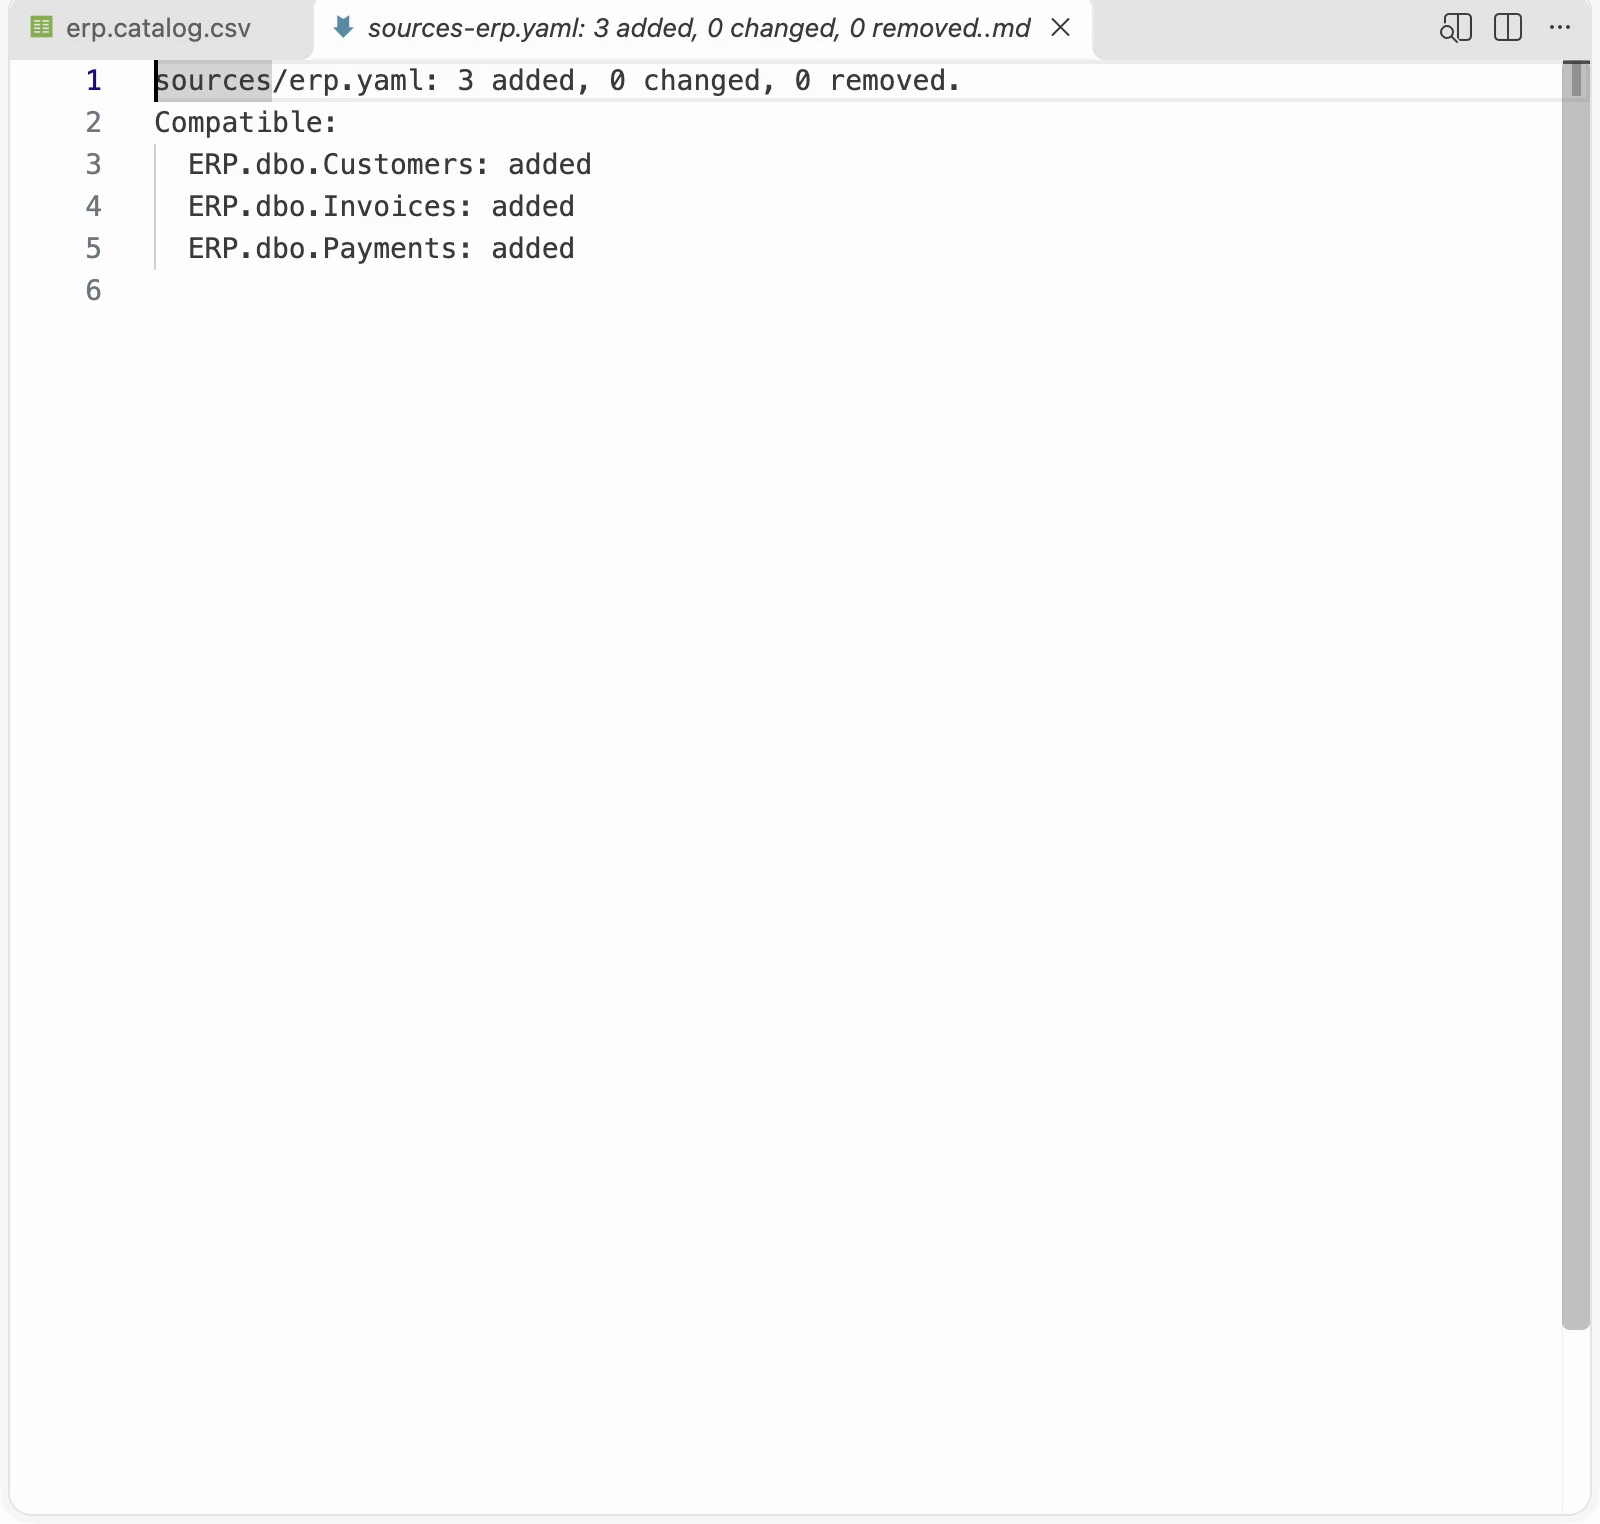 erp.catalog.csv
sources-erp.yaml: 3 added, 0 changed, 0 removed..md
1 sources/erp.yaml: 3 added, 0 changed, 0 removed.
2 Compatible:
3 ERP.dbo.Customers: added
4 ERP.dbo.Invoices: added
5 ERP.dbo.Payments: added
6